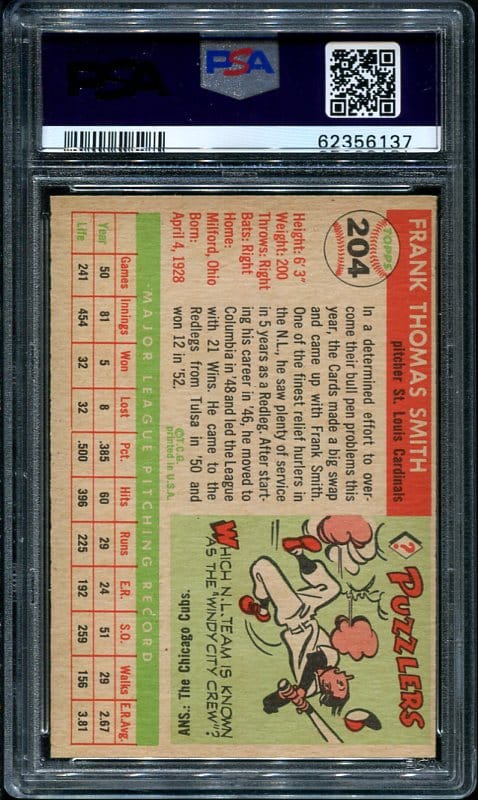 PSA
PSA
62356137
TOPPS
204
FRANK THOMAS SMITH
pitcher St. Louis Cardinals
Height: 6' 3"
Weight: 200
Throws: Right
Bats: Right
Home:
Milford, Ohio
Born:
April 4, 1928
In a determined effort to over-
come their bull pen problems this
year, the Cards made a big swap
and came up with Frank Smith.
One of the finest relief hurlers in
the N.L., he saw plenty of service
in 5 years as a Redleg. After start-
ing his career in '46, he moved to
Columbia in '48 and led the League
with 21 Wins. He came to the
Redlegs from Tulsa in '50 and
won 12 in '52.
© T.C.G.
printed in U.S.A.
? PUZZLERS
WHICH N.L. TEAM IS KNOWN
AS THE "WINDY CITY CREW"?
ANS.: The Chicago Cubs.
MAJOR LEAGUE PITCHING RECORD
Games Innings Won Lost Pct. Hits Runs E.R. S.O. Walks E.R.Avg.
Year 50 81 5 8 .385 60 29 24 51 29 2.67
Life 241 454 32 32 .500 396 225 192 259 156 3.81